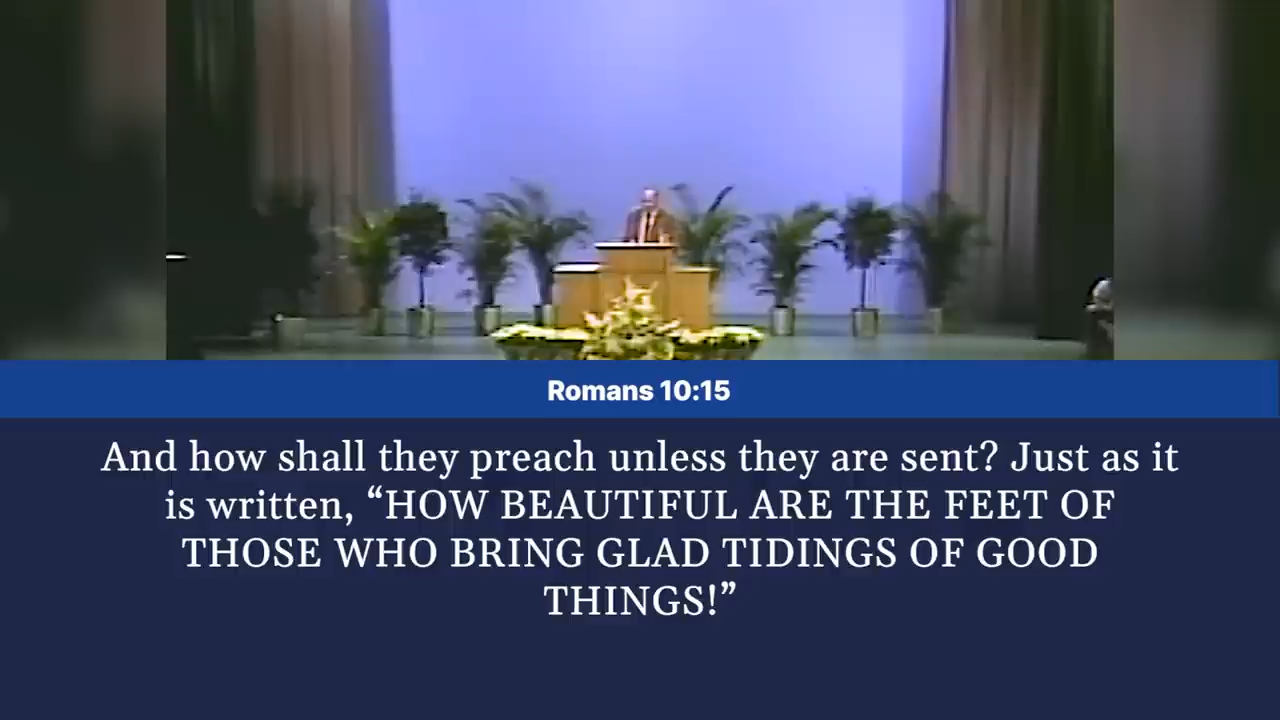 Romans 10:15
And how shall they preach unless they are sent? Just as it
is written, “HOW BEAUTIFUL ARE THE FEET OF
THOSE WHO BRING GLAD TIDINGS OF GOOD
THINGS!”